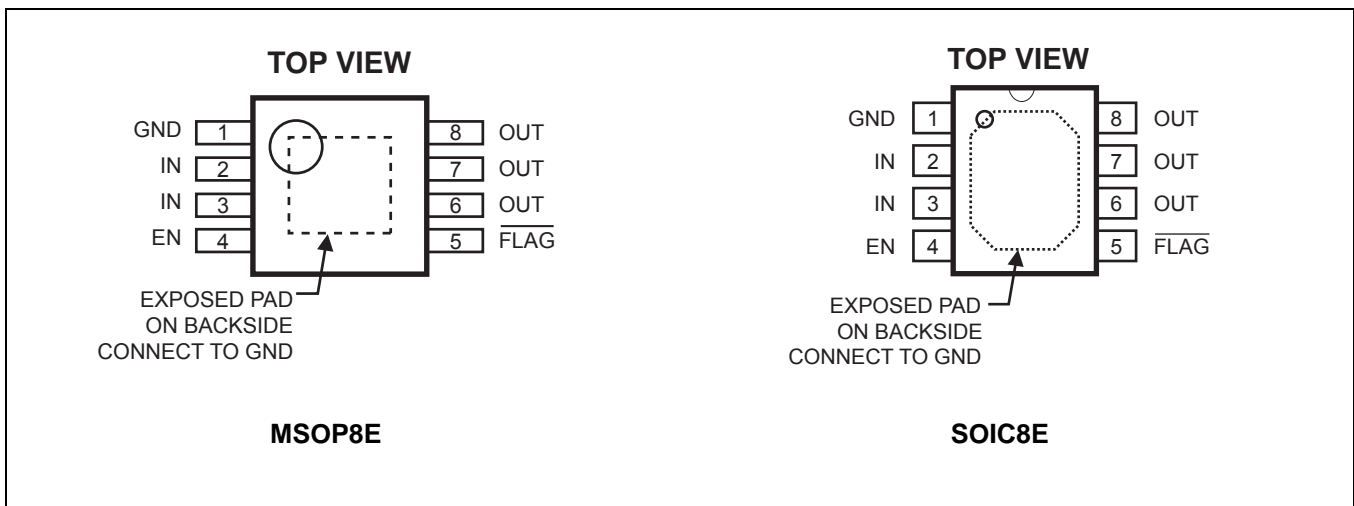 TOP VIEW
GND 1
IN 2
IN 3
EN 4
8 OUT
7 OUT
6 OUT
5 FLAG
EXPOSED PAD
ON BACKSIDE
CONNECT TO GND
MSOP8E
TOP VIEW
GND 1
IN 2
IN 3
EN 4
8 OUT
7 OUT
6 OUT
5 FLAG
EXPOSED PAD
ON BACKSIDE
CONNECT TO GND
SOIC8E